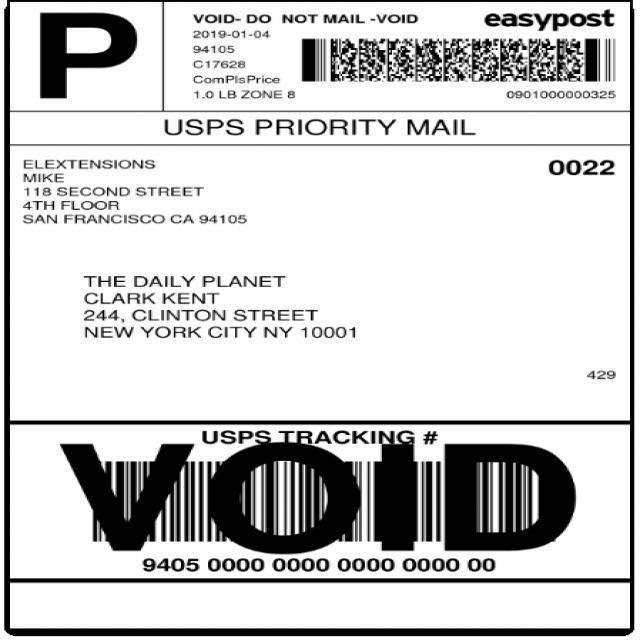 P
VOID- DO NOT MAIL -VOID
easypost
2019-01-04
94105
C17628
ComPlsPrice
1.0 LB ZONE 8
0901000000325
USPS PRIORITY MAIL
ELEXTENSIONS
MIKE
118 SECOND STREET
4TH FLOOR
SAN FRANCISCO CA 94105
0022
THE DAILY PLANET
CLARK KENT
244, CLINTON STREET
NEW YORK CITY NY 10001
429
USPS TRACKING #
VOID
9405 0000 0000 0000 0000 00